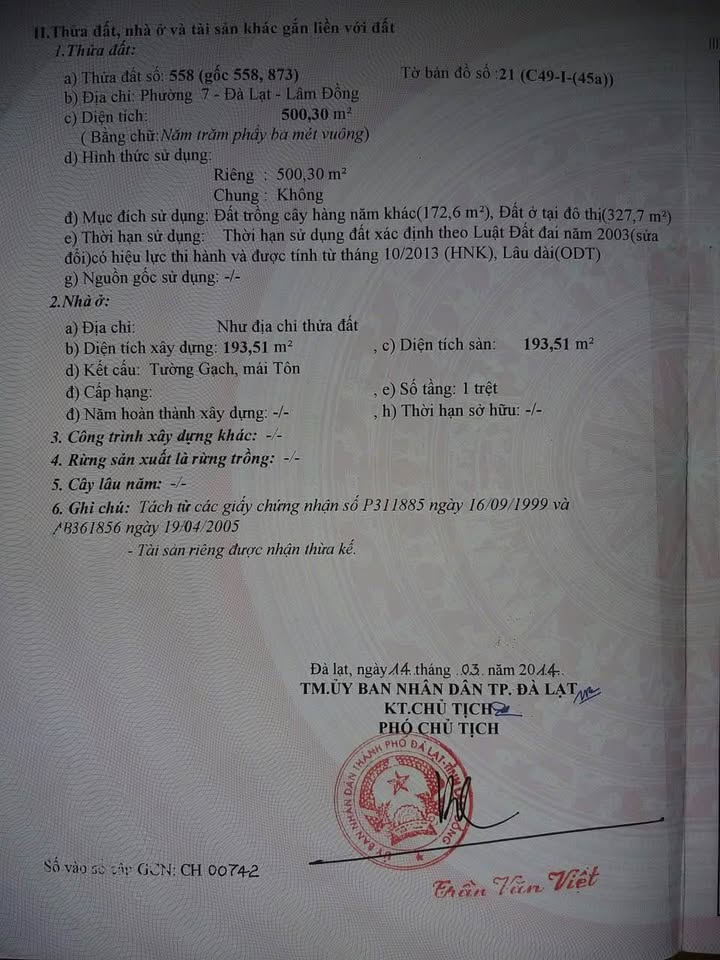 II.Thửa đất, nhà ở và tài sản khác gắn liền với đất
1.Thửa đất:
a) Thửa đất số: 558 (gốc 558, 873) Tờ bản đồ số :21 (C49-I-(45a))
b) Địa chỉ: Phường 7 - Đà Lạt - Lâm Đồng
c) Diện tích: 500,30 m²
( Bằng chữ:Năm trăm phẩy ba mét vuông)
d) Hình thức sử dụng:
Riêng : 500,30 m²
Chung : Không
đ) Mục đích sử dụng: Đất trồng cây hàng năm khác(172,6 m²), Đất ở tại đô thị(327,7 m²)
e) Thời hạn sử dụng: Thời hạn sử dụng đất xác định theo Luật Đất đai năm 2003(sửa
đổi)có hiệu lực thi hành và được tính từ tháng 10/2013 (HNK), Lâu dài(ODT)
g) Nguồn gốc sử dụng: -/-
2.Nhà ở:
a) Địa chỉ: Như địa chỉ thửa đất
b) Diện tích xây dựng: 193,51 m² , c) Diện tích sàn: 193,51 m²
d) Kết cấu: Tường Gạch, mái Tôn
đ) Cấp hạng: , e) Số tầng: 1 trệt
đ) Năm hoàn thành xây dựng: -/- , h) Thời hạn sở hữu: -/-
3. Công trình xây dựng khác: -/-
4. Rừng sản xuất là rừng trồng: -/-
5. Cây lâu năm: -/-
6. Ghi chú: Tách từ các giấy chứng nhận số P311885 ngày 16/09/1999 và
AB361856 ngày 19/04/2005
- Tài sản riêng được nhận thừa kế.
Đà lạt, ngày 14 tháng 03 năm 2014
TM.ỦY BAN NHÂN DÂN TP. ĐÀ LẠT
KT.CHỦ TỊCH
PHÓ CHỦ TỊCH
ỦY BAN NHÂN DÂN THÀNH PHỐ ĐÀ LẠT-TỈNH LÂM ĐỒNG
Số vào sổ cấp GCN: CH 00742
Trần Văn Việt